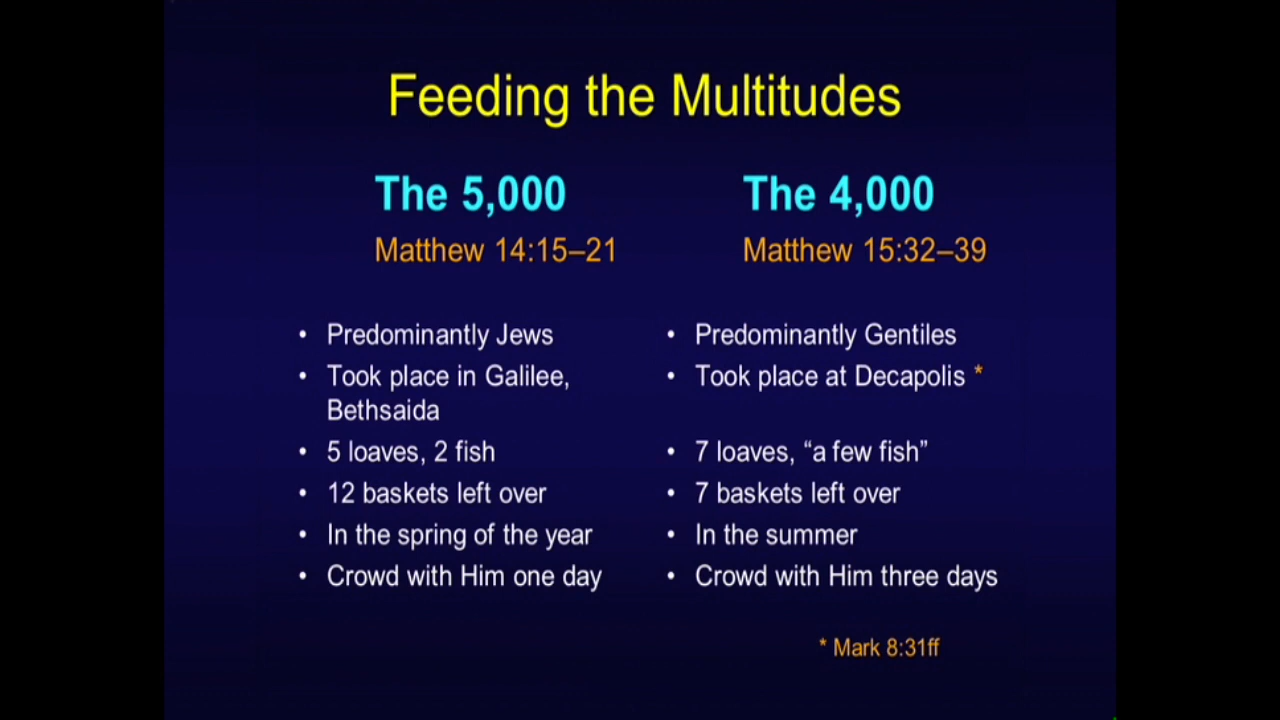 Feeding the Multitudes
The 5,000
Matthew 14:15–21
• Predominantly Jews
• Took place in Galilee,
Bethsaida
• 5 loaves, 2 fish
• 12 baskets left over
• In the spring of the year
• Crowd with Him one day
The 4,000
Matthew 15:32–39
• Predominantly Gentiles
• Took place at Decapolis *
• 7 loaves, “a few fish”
• 7 baskets left over
• In the summer
• Crowd with Him three days
* Mark 8:31ff